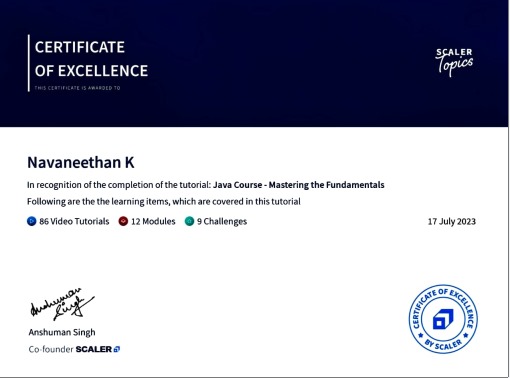 CERTIFICATE
OF EXCELLENCE
THIS CERTIFICATE IS AWARDED TO
SCALER
Topics
Navaneethan K
In recognition of the completion of the tutorial: Java Course - Mastering the Fundamentals
Following are the the learning items, which are covered in this tutorial
86 Video Tutorials 12 Modules 9 Challenges 17 July 2023
Anshuman
Singh
Anshuman Singh
Co-founder SCALER
CERTIFICATE OF EXCELLENCE
BY SCALER